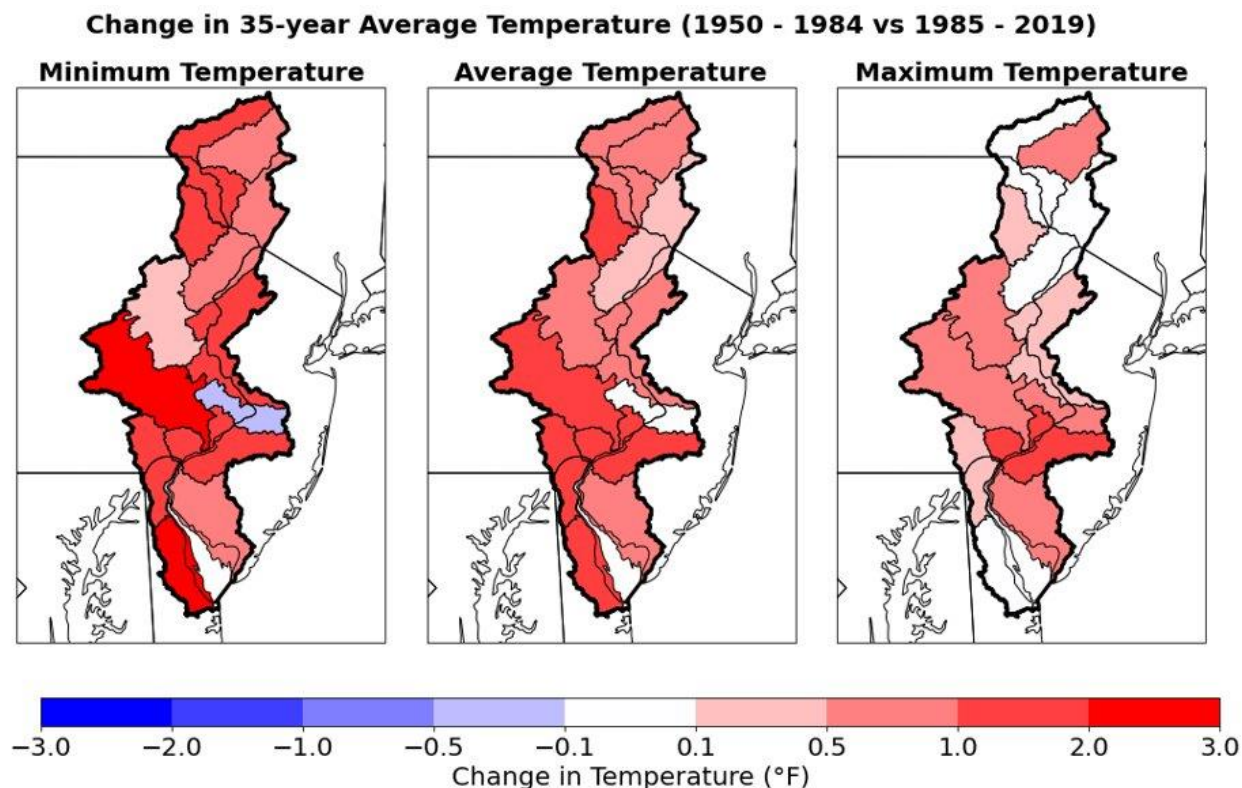 Change in 35-year Average Temperature (1950 - 1984 vs 1985 - 2019)
Minimum Temperature
Average Temperature
Maximum Temperature
−3.0 −2.0 −1.0 −0.5 −0.1 0.1 0.5 1.0 2.0 3.0
Change in Temperature (°F)